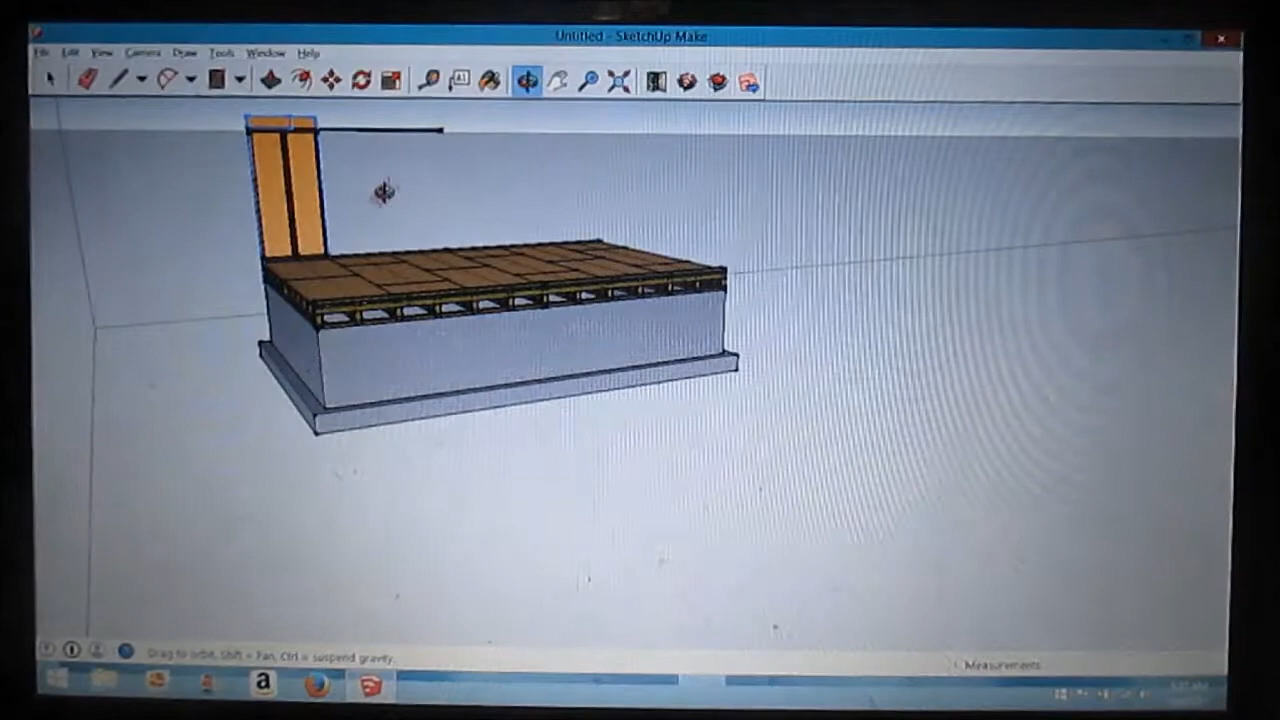 Untitled - SketchUp Make
File Edit View Camera Draw Tools Window Help
A1
Drag to orbit. Shift = Pan, Ctrl = suspend gravity.
Measurements
a